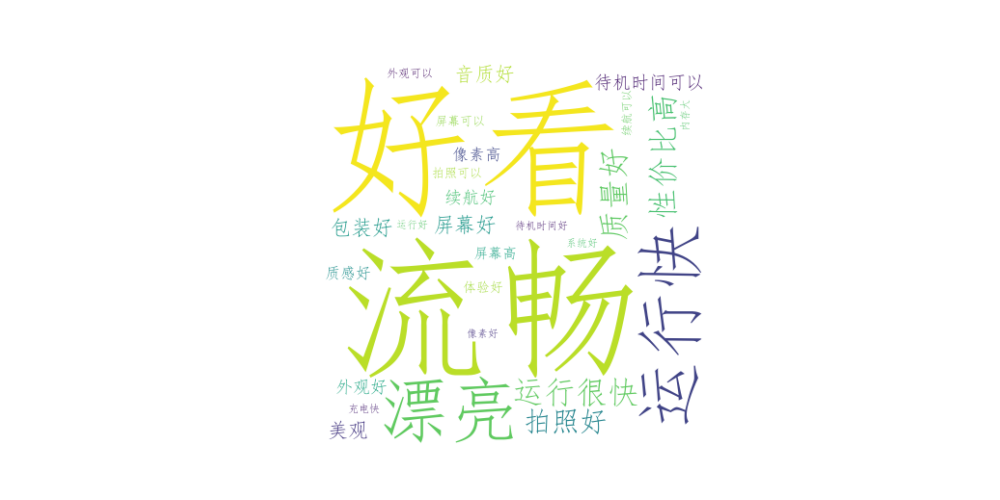 外观可以
音质好
待机时间可以
好看
屏幕可以
像素高
拍照可以
续航好
质量好
续航可以
性价比高
内存大
包装好
运行好
屏幕好
待机时间好
系统好
流畅
屏幕高
质感好
体验好
像素好
运行快
外观好
漂亮
运行很快
充电快
美观
拍照好